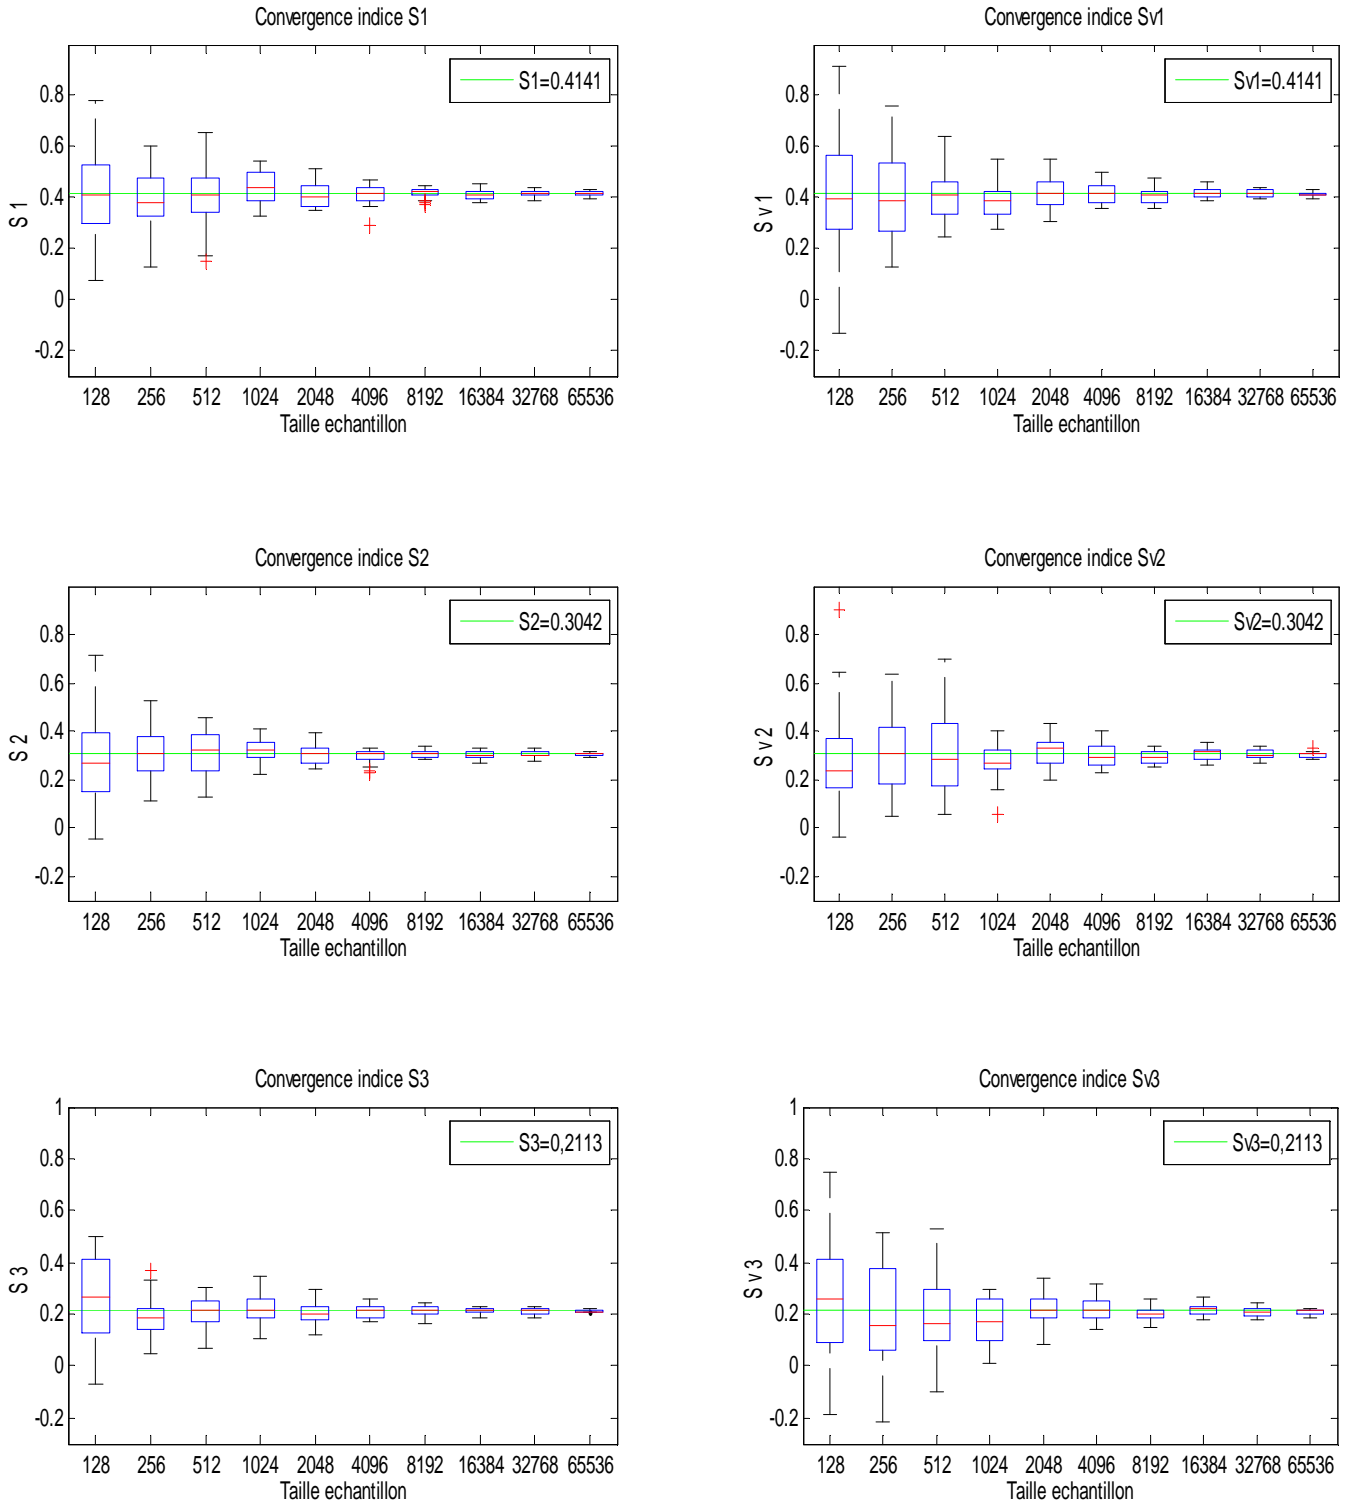 Convergence indice S1
S1=0.4141
0.8
0.6
0.4
0.2
0
-0.2
S 1
128 256 512 1024 2048 4096 8192 16384 32768 65536
Taille echantillon
Convergence indice Sv1
Sv1=0.4141
0.8
0.6
0.4
0.2
0
-0.2
S v 1
128 256 512 1024 2048 4096 8192 16384 32768 65536
Taille echantillon
Convergence indice S2
S2=0.3042
0.8
0.6
0.4
0.2
0
-0.2
S 2
128 256 512 1024 2048 4096 8192 16384 32768 65536
Taille echantillon
Convergence indice Sv2
Sv2=0.3042
0.8
0.6
0.4
0.2
0
-0.2
S v 2
128 256 512 1024 2048 4096 8192 16384 32768 65536
Taille echantillon
Convergence indice S3
S3=0,2113
1
0.8
0.6
0.4
0.2
0
-0.2
S 3
128 256 512 1024 2048 4096 8192 16384 32768 65536
Taille echantillon
Convergence indice Sv3
Sv3=0,2113
1
0.8
0.6
0.4
0.2
0
-0.2
S v 3
128 256 512 1024 2048 4096 8192 16384 32768 65536
Taille echantillon